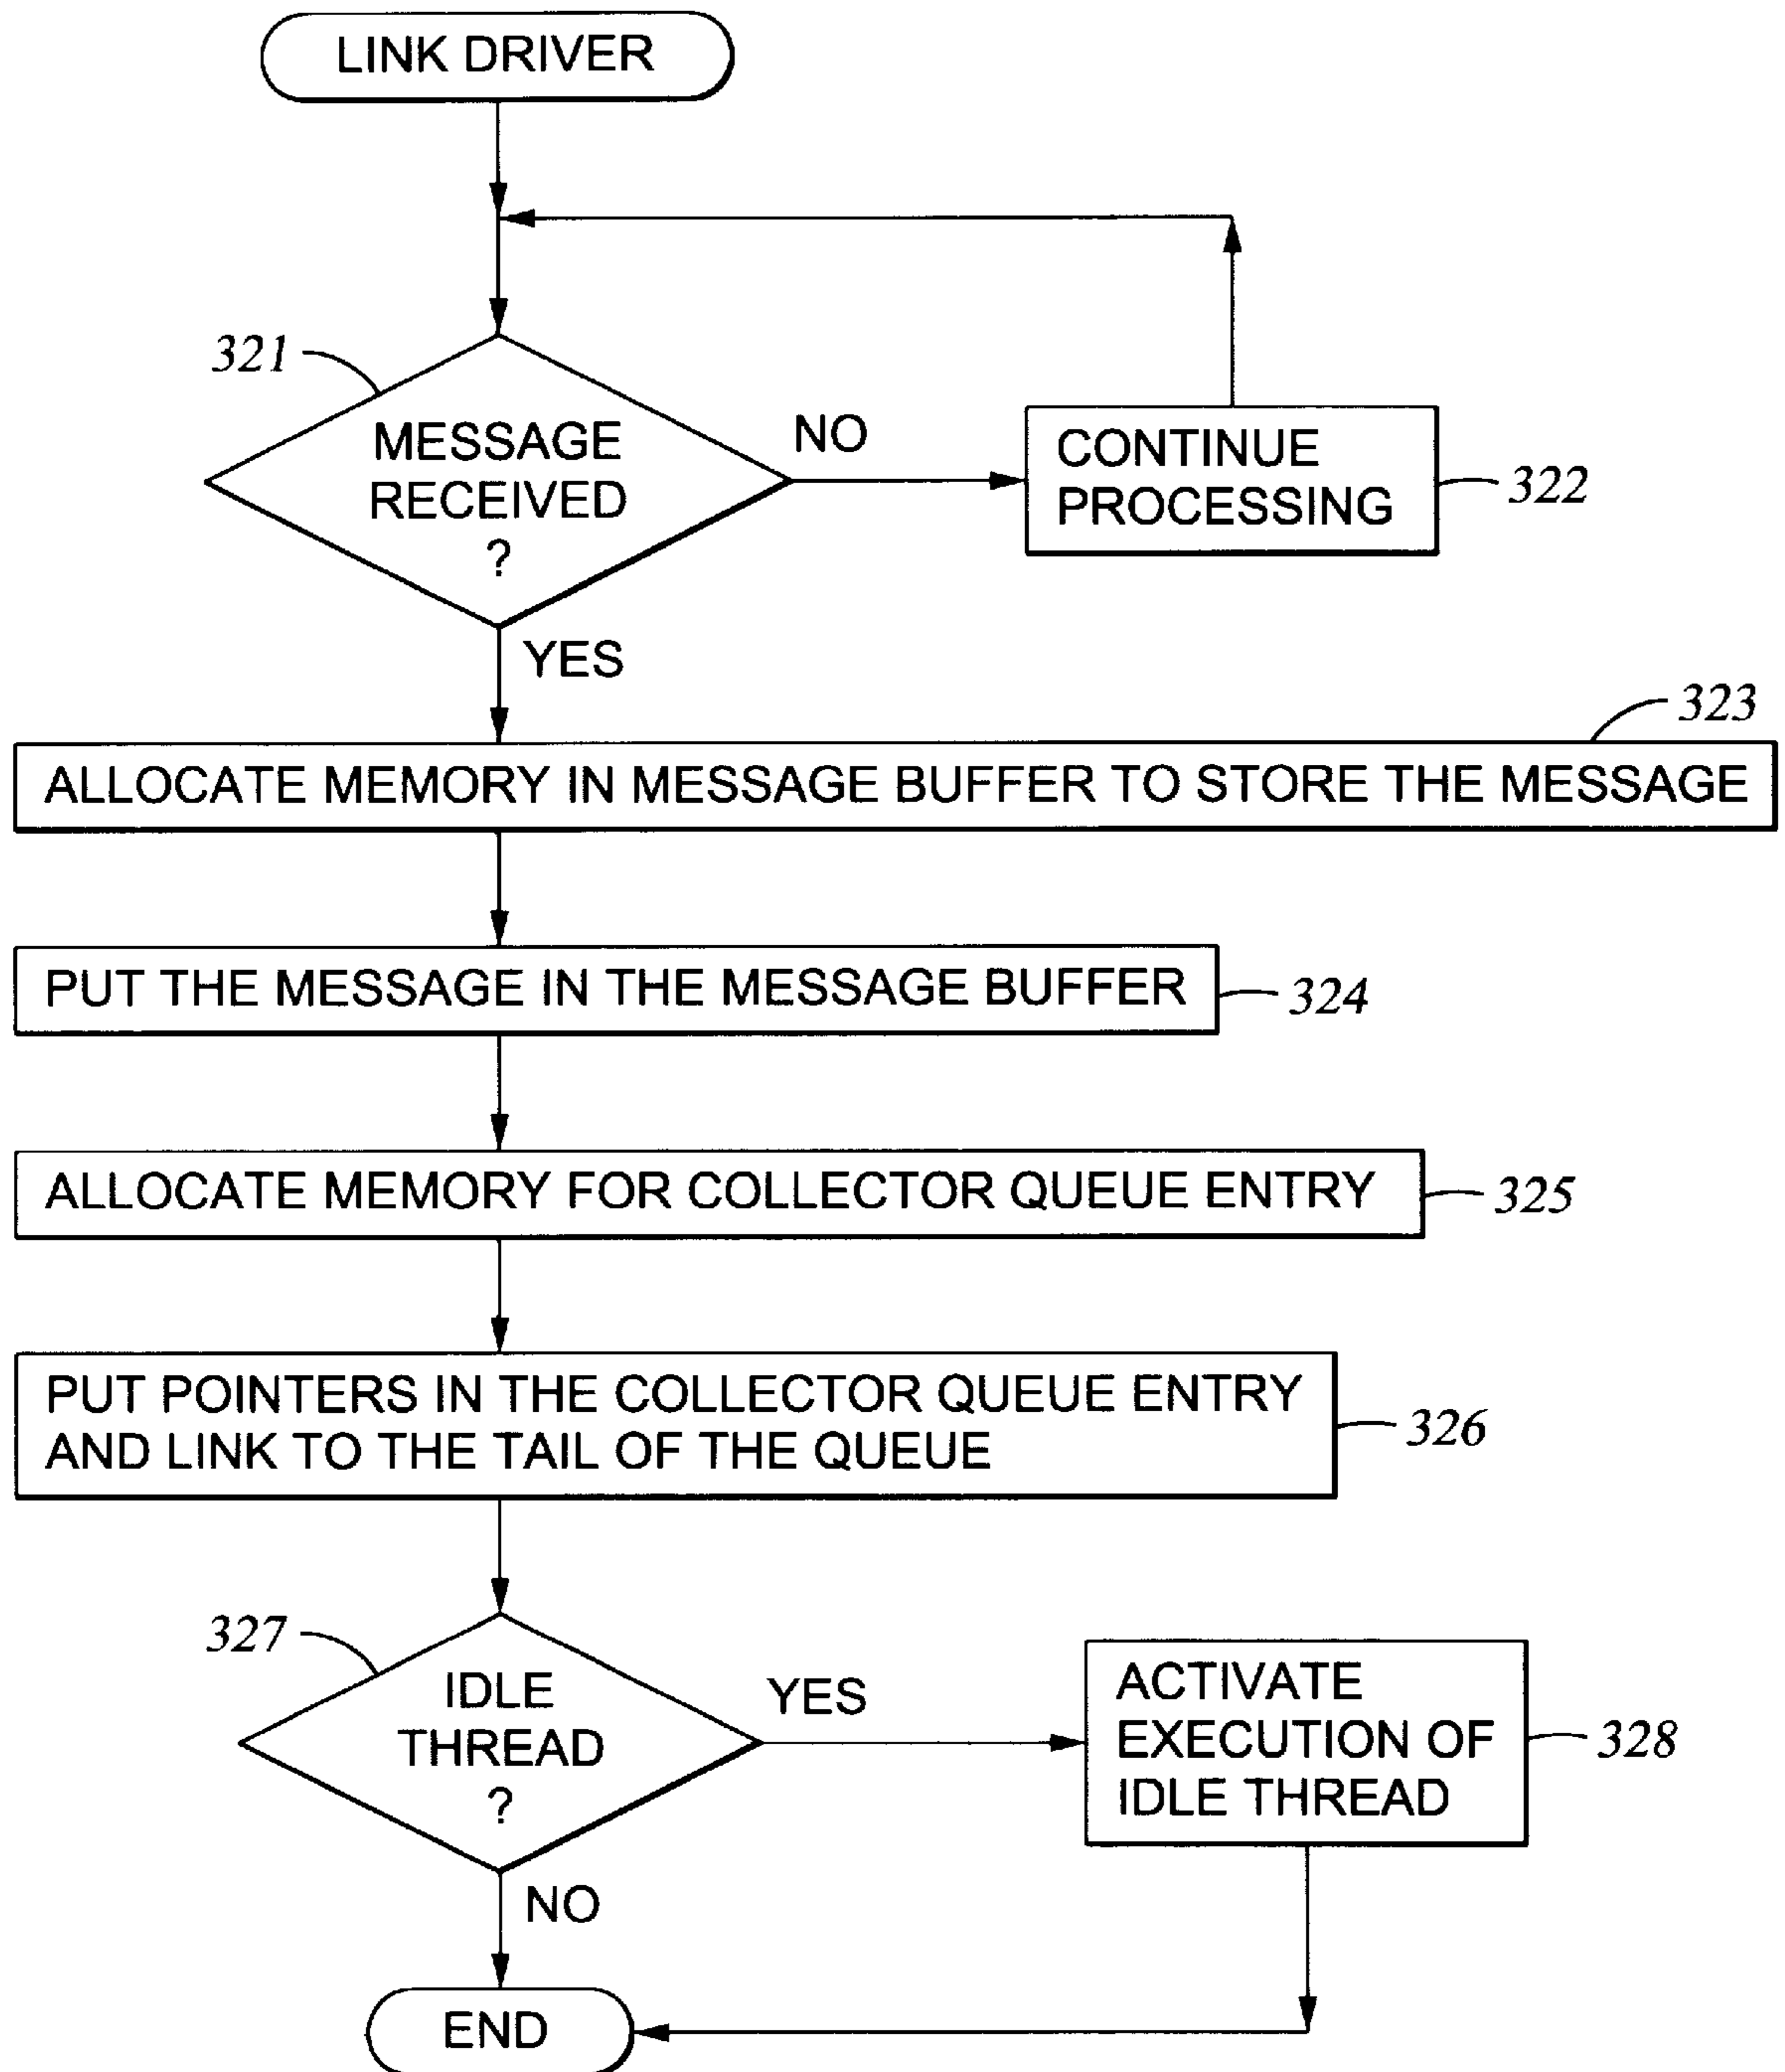 LINK DRIVER
321
MESSAGE
RECEIVED
?
NO
CONTINUE
PROCESSING
322
YES
323
ALLOCATE MEMORY IN MESSAGE BUFFER TO STORE THE MESSAGE
PUT THE MESSAGE IN THE MESSAGE BUFFER
324
ALLOCATE MEMORY FOR COLLECTOR QUEUE ENTRY
325
PUT POINTERS IN THE COLLECTOR QUEUE ENTRY
AND LINK TO THE TAIL OF THE QUEUE
326
327
IDLE
THREAD
?
YES
ACTIVATE
EXECUTION OF
IDLE THREAD
328
NO
END